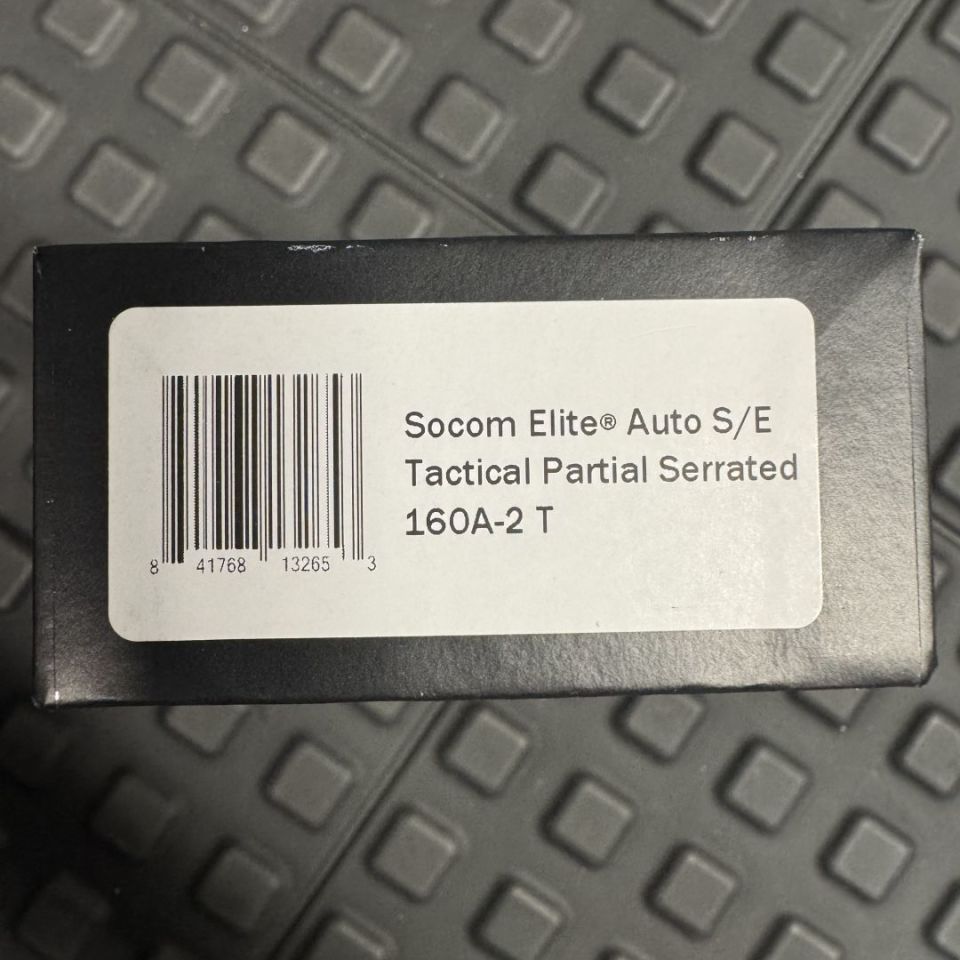 Socom Elite® Auto S/E
Tactical Partial Serrated
160A-2 T
8 41768 13265 3